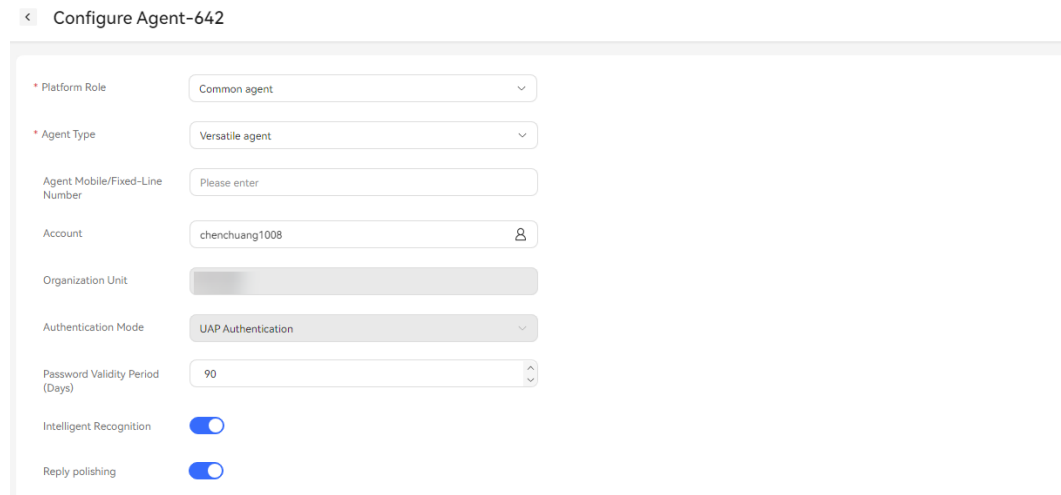 Configure Agent-642
* Platform Role
Common agent
* Agent Type
Versatile agent
Agent Mobile/Fixed-Line
Number
Please enter
Account
chenchuang1008
Organization Unit
Authentication Mode
UAP Authentication
Password Validity Period
(Days)
90
Intelligent Recognition
Reply polishing